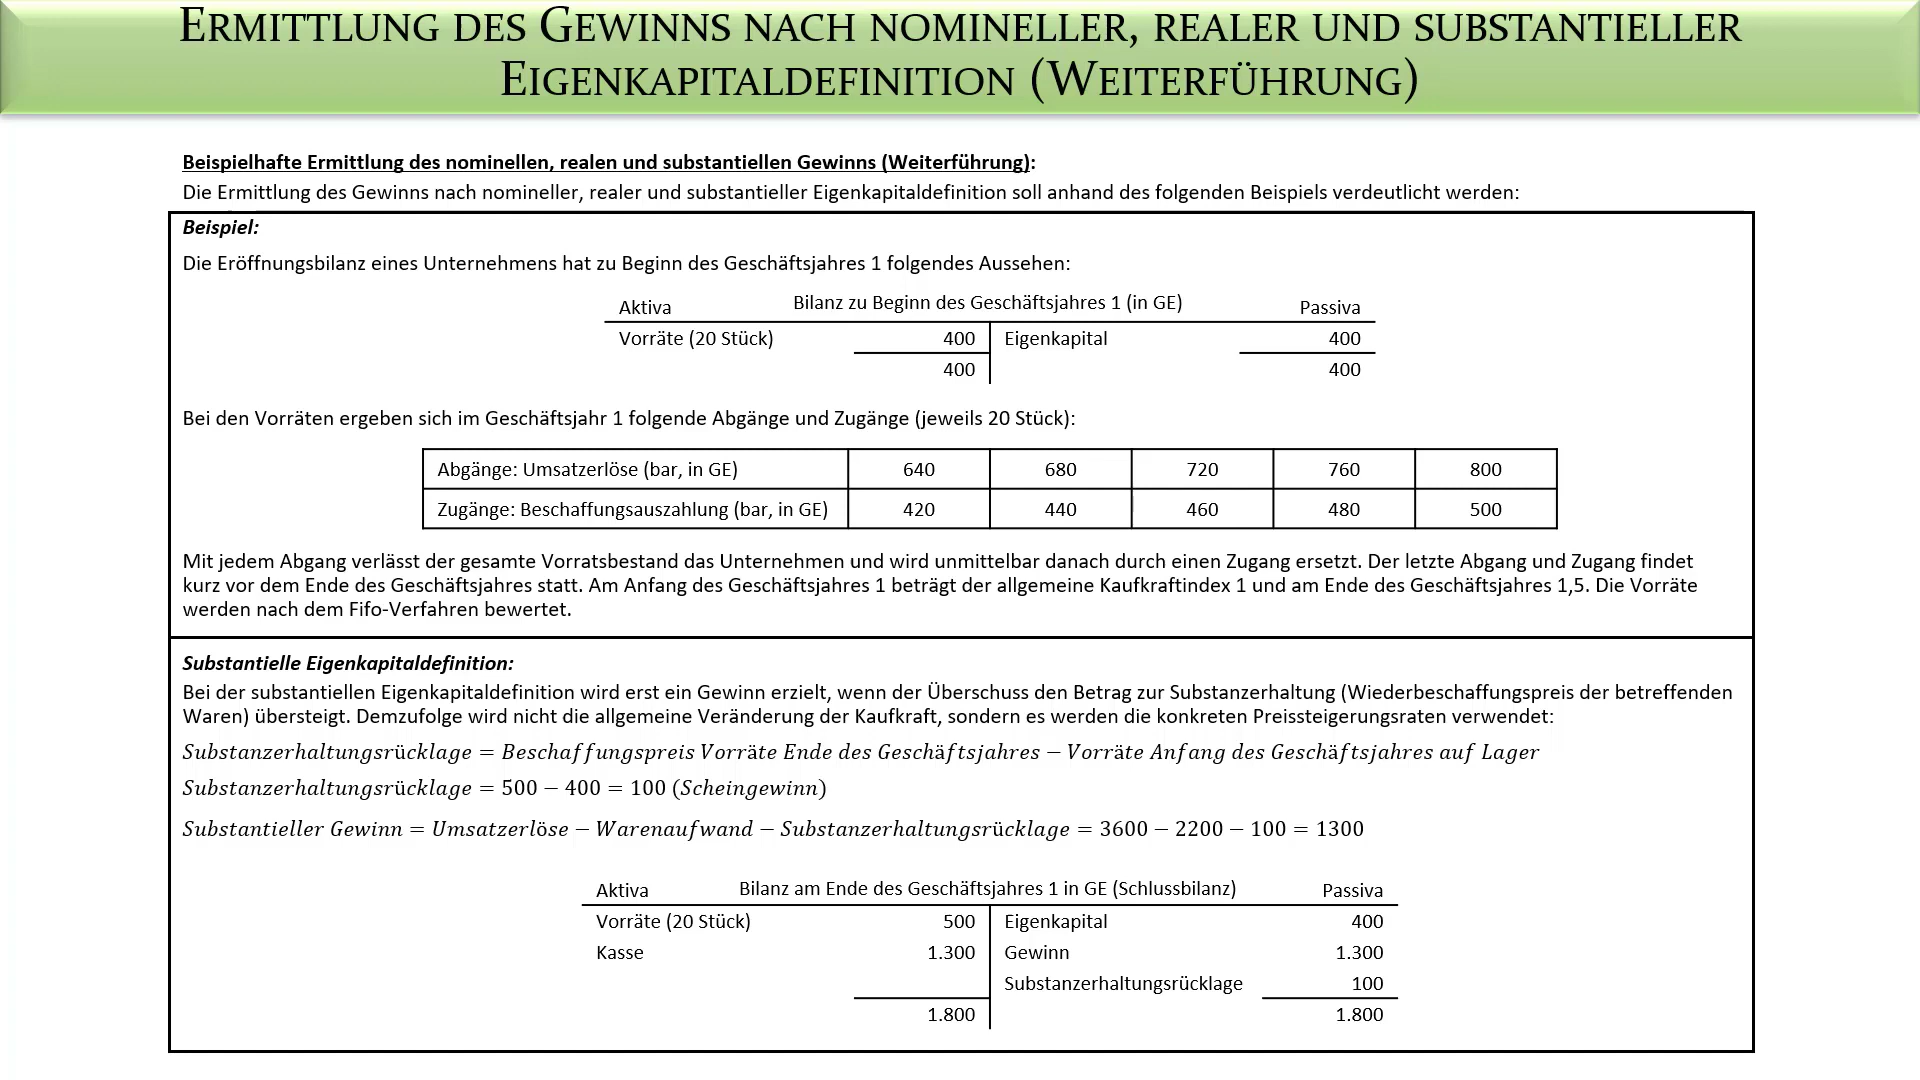 ERMITTLUNG DES GEWINNS NACH NOMINELLER, REALER UND SUBSTANTIELLER
EIGENKAPITALDEFINITION (WEITERFÜHRUNG)
Beispielhafte Ermittlung des nominellen, realen und substantiellen Gewinns (Weiterführung):
Die Ermittlung des Gewinns nach nomineller, realer und substantieller Eigenkapitaldefinition soll anhand des folgenden Beispiels verdeutlicht werden:
Beispiel:
Die Eröffnungsbilanz eines Unternehmens hat zu Beginn des Geschäftsjahres 1 folgendes Aussehen:
Aktiva Bilanz zu Beginn des Geschäftsjahres 1 (in GE) Passiva
Vorräte (20 Stück) 400 Eigenkapital 400
400 400
Bei den Vorräten ergeben sich im Geschäftsjahr 1 folgende Abgänge und Zugänge (jeweils 20 Stück):
Abgänge: Umsatzerlöse (bar, in GE) 640 680 720 760 800
Zugänge: Beschaffungsauszahlung (bar, in GE) 420 440 460 480 500
Mit jedem Abgang verlässt der gesamte Vorratsbestand das Unternehmen und wird unmittelbar danach durch einen Zugang ersetzt. Der letzte Abgang und Zugang findet
kurz vor dem Ende des Geschäftsjahres statt. Am Anfang des Geschäftsjahres 1 beträgt der allgemeine Kaufkraftindex 1 und am Ende des Geschäftsjahres 1,5. Die Vorräte
werden nach dem Fifo-Verfahren bewertet.
Substantielle Eigenkapitaldefinition:
Bei der substantiellen Eigenkapitaldefinition wird erst ein Gewinn erzielt, wenn der Überschuss den Betrag zur Substanzerhaltung (Wiederbeschaffungspreis der betreffenden
Waren) übersteigt. Demzufolge wird nicht die allgemeine Veränderung der Kaufkraft, sondern es werden die konkreten Preissteigerungsraten verwendet:
Substanzerhaltungsrücklage = Beschaffungspreis Vorräte Ende des Geschäftsjahres − Vorräte Anfang des Geschäftsjahres auf Lager
Substanzerhaltungsrücklage = 500 − 400 = 100 (Scheingewinn)
Substantieller Gewinn = Umsatzerlöse − Warenaufwand − Substanzerhaltungsrücklage = 3600 − 2200 − 100 = 1300
Aktiva Bilanz am Ende des Geschäftsjahres 1 in GE (Schlussbilanz) Passiva
Vorräte (20 Stück) 500 Eigenkapital 400
Kasse 1.300 Gewinn 1.300
Substanzerhaltungsrücklage 100
1.800 1.800